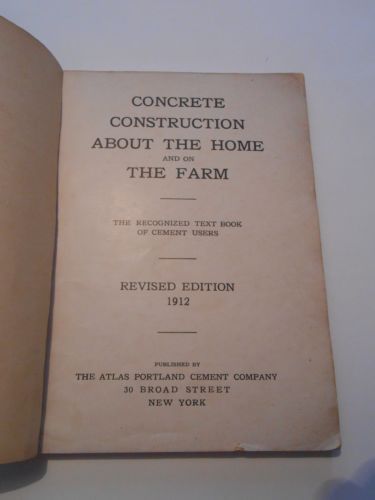 CONCRETE
CONSTRUCTION
ABOUT THE HOME
AND ON
THE FARM
THE RECOGNIZED TEXT BOOK
OF CEMENT USERS
REVISED EDITION
1912
PUBLISHED BY
THE ATLAS PORTLAND CEMENT COMPANY
30 BROAD STREET
NEW YORK